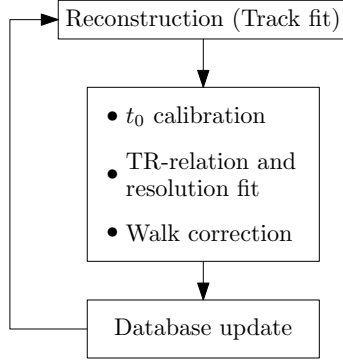 Reconstruction (Track fit)
• t₀ calibration
• TR-relation and
resolution fit
• Walk correction
Database update